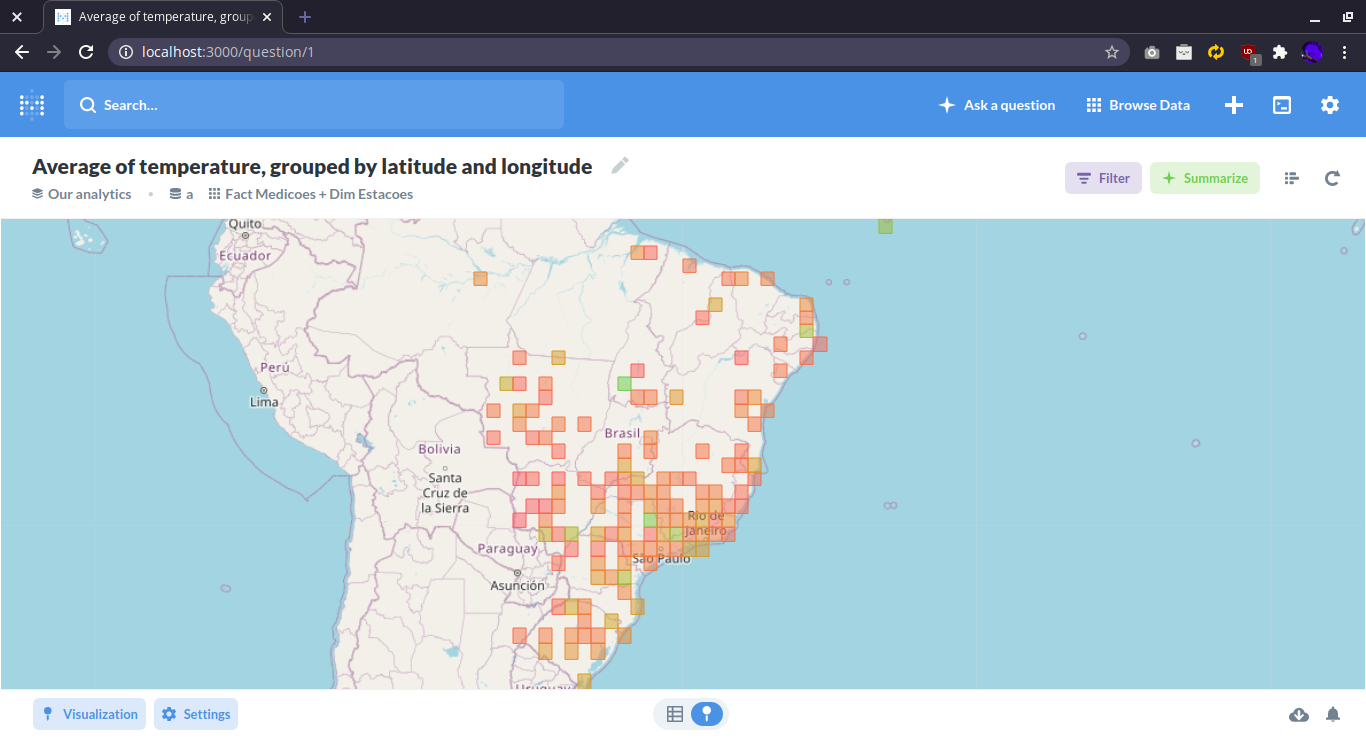 Average of temperature, group
localhost:3000/question/1
1
Search...
Ask a question
Browse Data
Average of temperature, grouped by latitude and longitude
Our analytics • a Fact Medicoes + Dim Estacoes
Filter
Summarize
Quito
Ecuador
Perú
Lima
Brasil
Bolivia
Santa
Cruz de
la Sierra
Rio de
Janeiro
Paraguay
São Paulo
Asunción
Uruguay
Visualization
Settings